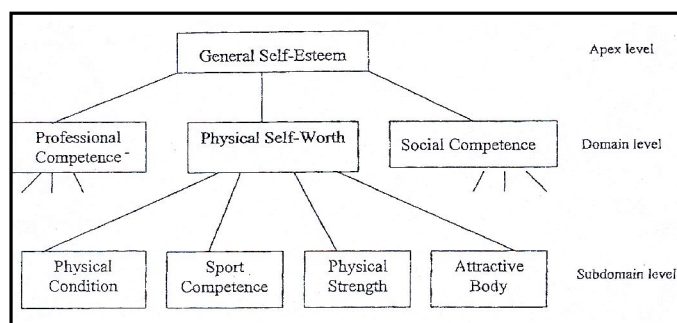 General Self-Esteem
Apex level
Professional
Competence
Physical Self-Worth
Social Competence
Domain level
Physical
Condition
Sport
Competence
Physical
Strength
Attractive
Body
Subdomain level